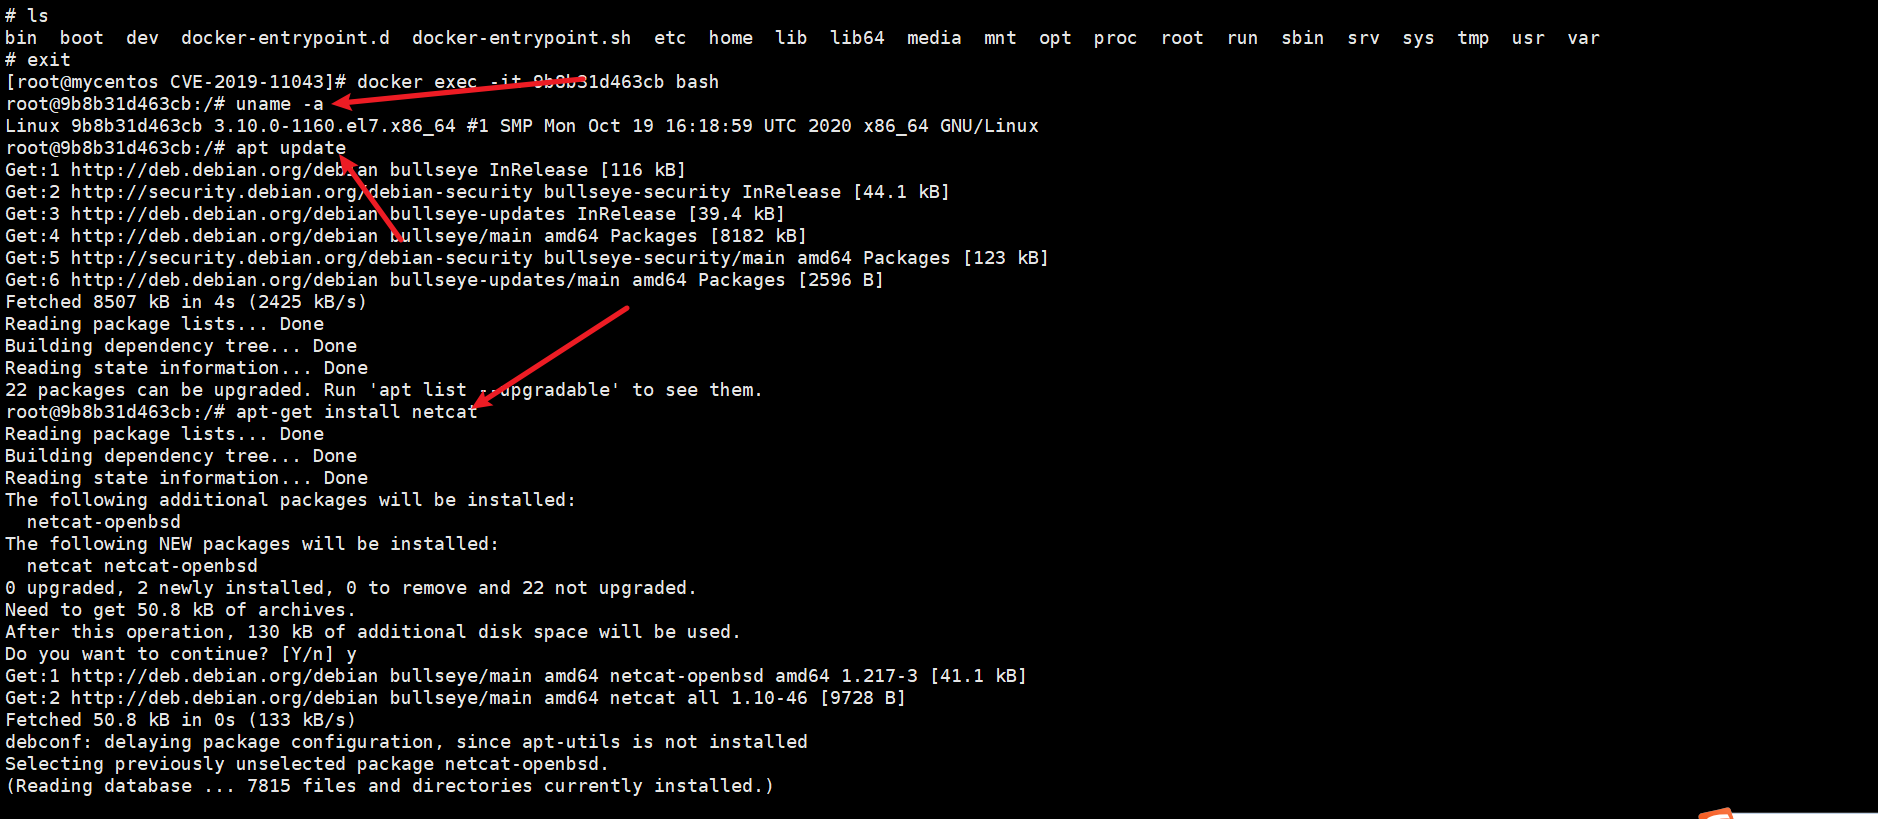 # ls
bin  boot  dev  docker-entrypoint.d  docker-entrypoint.sh  etc  home  lib  lib64  media  mnt  opt  proc  root  run  sbin  srv  sys  tmp  usr  var
# exit
[root@mycentos CVE-2019-11043]# docker exec -it 9b8b31d463cb bash
root@9b8b31d463cb:/# uname -a
Linux 9b8b31d463cb 3.10.0-1160.el7.x86_64 #1 SMP Mon Oct 19 16:18:59 UTC 2020 x86_64 GNU/Linux
root@9b8b31d463cb:/# apt update
Get:1 http://deb.debian.org/debian bullseye InRelease [116 kB]
Get:2 http://security.debian.org/debian-security bullseye-security InRelease [44.1 kB]
Get:3 http://deb.debian.org/debian bullseye-updates InRelease [39.4 kB]
Get:4 http://deb.debian.org/debian bullseye/main amd64 Packages [8182 kB]
Get:5 http://security.debian.org/debian-security bullseye-security/main amd64 Packages [123 kB]
Get:6 http://deb.debian.org/debian bullseye-updates/main amd64 Packages [2596 B]
Fetched 8507 kB in 4s (2425 kB/s)
Reading package lists... Done
Building dependency tree... Done
Reading state information... Done
22 packages can be upgraded. Run 'apt list --upgradable' to see them.
root@9b8b31d463cb:/# apt-get install netcat
Reading package lists... Done
Building dependency tree... Done
Reading state information... Done
The following additional packages will be installed:
  netcat-openbsd
The following NEW packages will be installed:
  netcat netcat-openbsd
0 upgraded, 2 newly installed, 0 to remove and 22 not upgraded.
Need to get 50.8 kB of archives.
After this operation, 130 kB of additional disk space will be used.
Do you want to continue? [Y/n] y
Get:1 http://deb.debian.org/debian bullseye/main amd64 netcat-openbsd amd64 1.217-3 [41.1 kB]
Get:2 http://deb.debian.org/debian bullseye/main amd64 netcat all 1.10-46 [9728 B]
Fetched 50.8 kB in 0s (133 kB/s)
debconf: delaying package configuration, since apt-utils is not installed
Selecting previously unselected package netcat-openbsd.
(Reading database ... 7815 files and directories currently installed.)